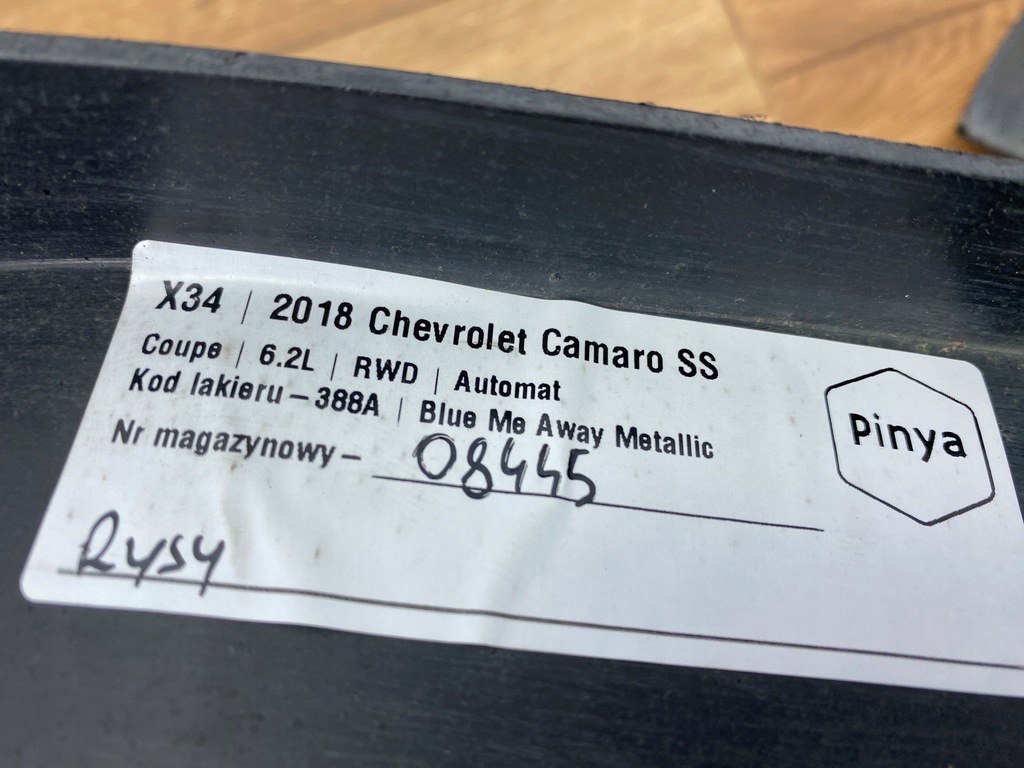 X34 | 2018 Chevrolet Camaro SS
Coupe | 6.2L | RWD | Automat
Kod lakieru – 388A | Blue Me Away Metallic
Nr magazynowy – 08445
Rysy
Pinya